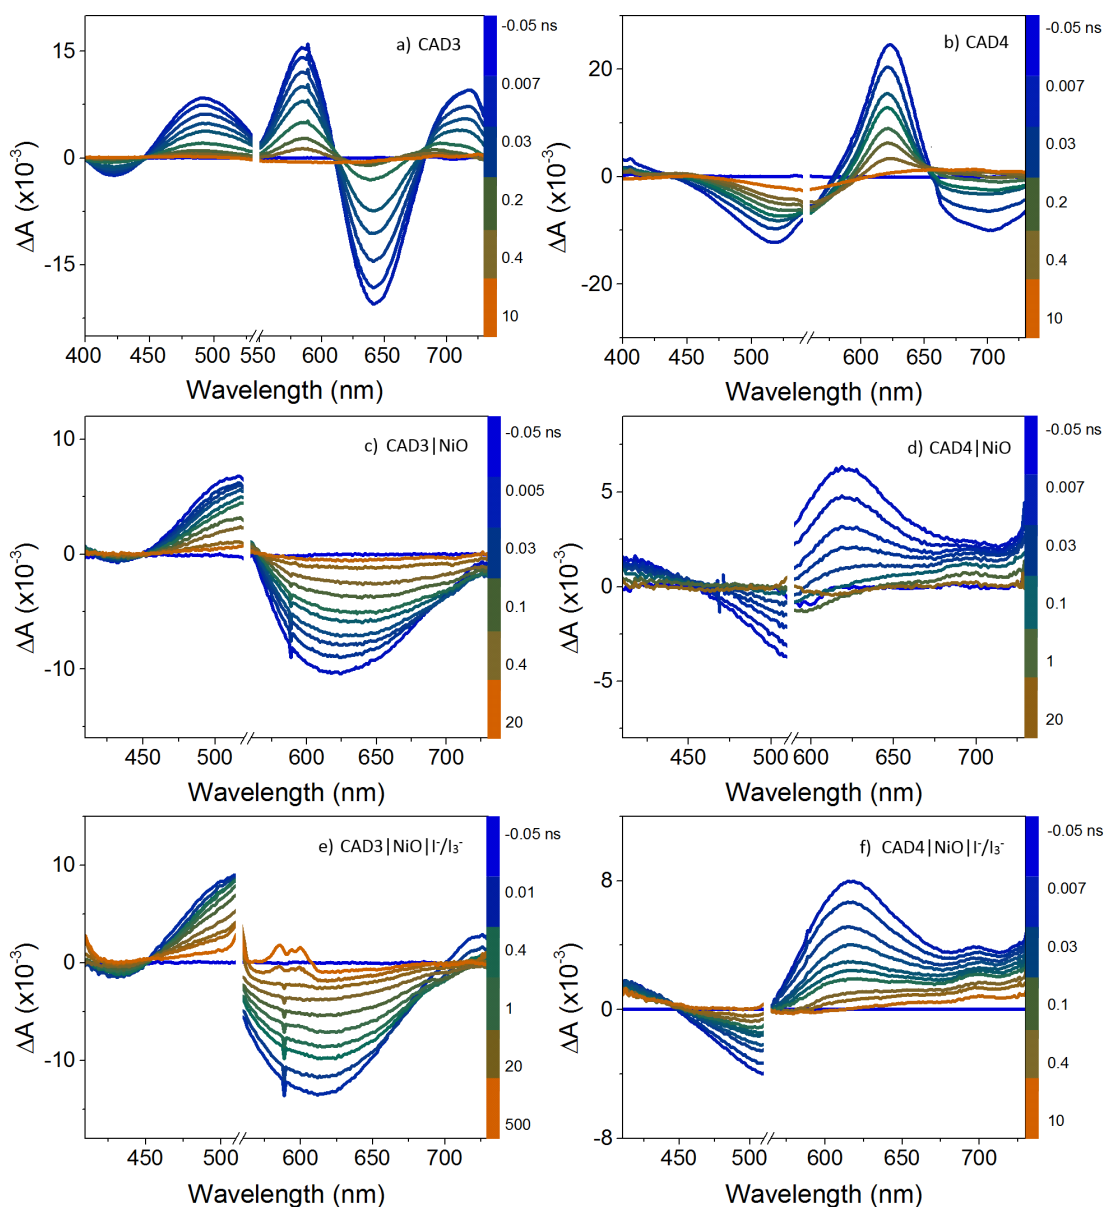 a) CAD3
ΔA (x10⁻³)
15
0
-15
400 450 500 550 600 650 700
Wavelength (nm)
-0.05 ns
0.007
0.03
0.2
0.4
10
b) CAD4
ΔA (x10⁻³)
20
0
-20
400 450 500 600 650 700
Wavelength (nm)
-0.05 ns
0.007
0.03
0.2
0.4
10
c) CAD3|NiO
ΔA (x10⁻³)
10
0
-10
450 500 600 650 700
Wavelength (nm)
-0.05 ns
0.005
0.03
0.1
0.4
20
d) CAD4|NiO
ΔA (x10⁻³)
5
0
-5
450 500 600 650 700
Wavelength (nm)
-0.05 ns
0.007
0.03
0.1
1
20
e) CAD3|NiO|I⁻/I₃⁻
ΔA (x10⁻³)
10
0
-10
450 500 600 650 700
Wavelength (nm)
-0.05 ns
0.01
0.4
1
20
500
f) CAD4|NiO|I⁻/I₃⁻
ΔA (x10⁻³)
8
0
-8
450 500 600 650 700
Wavelength (nm)
-0.05 ns
0.007
0.03
0.1
0.4
10